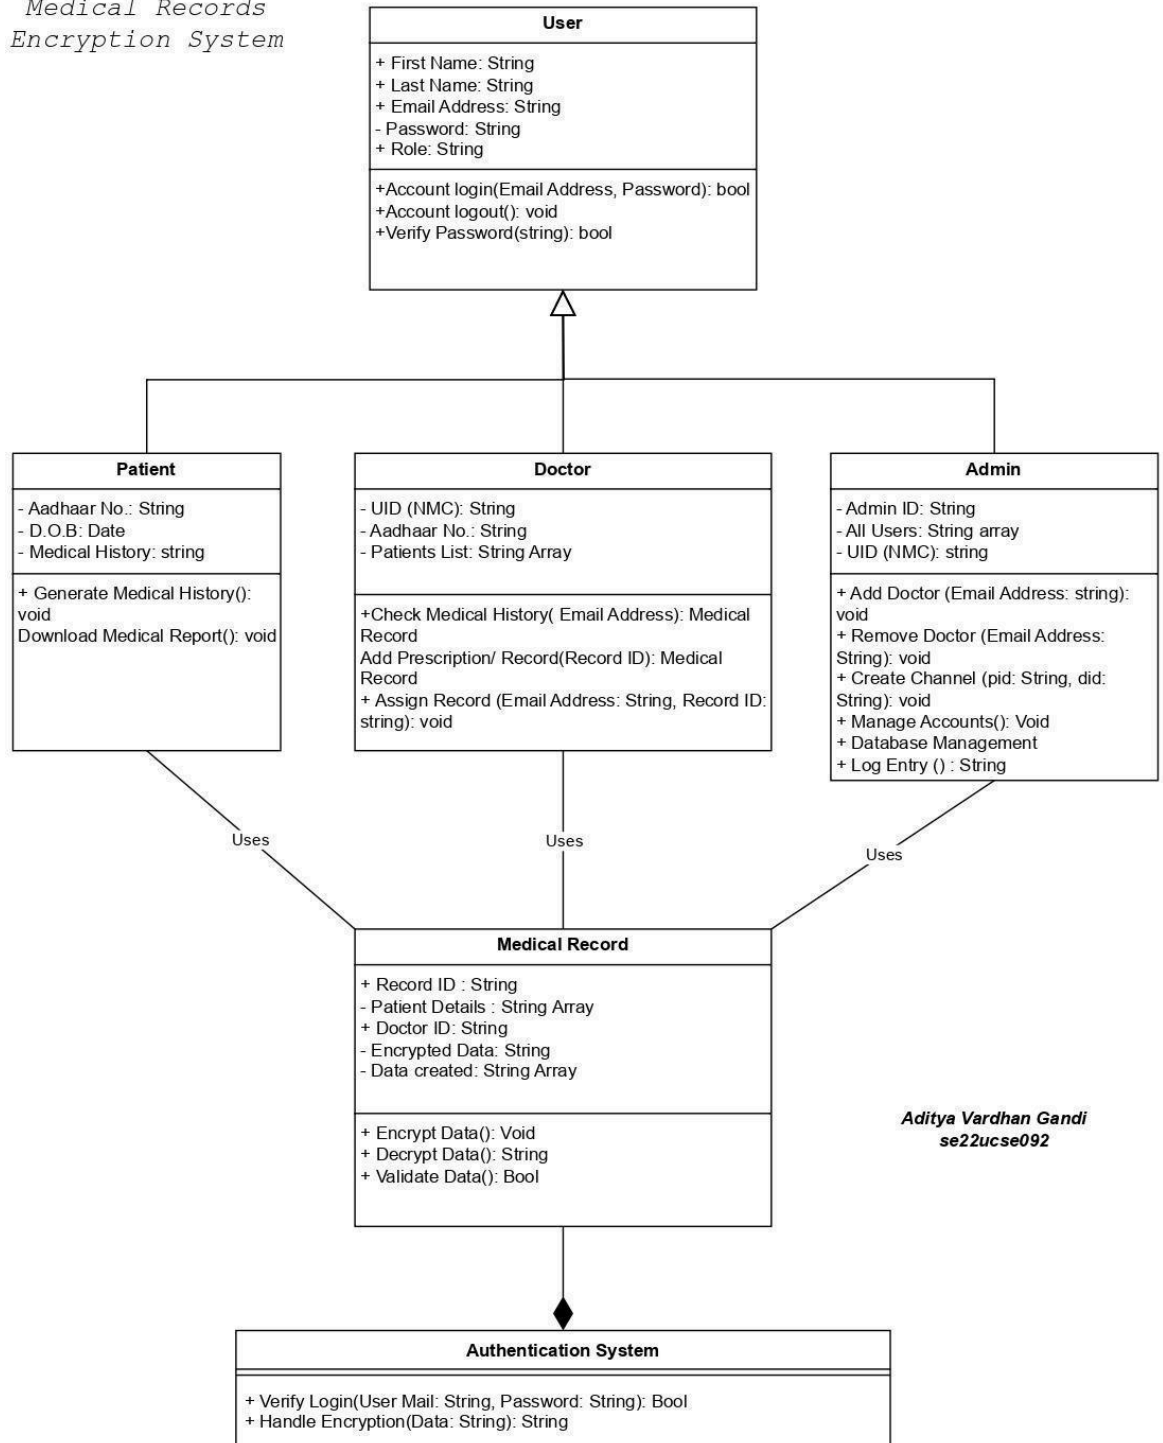 Medical Records
Encryption System
User
+ First Name: String
+ Last Name: String
+ Email Address: String
- Password: String
+ Role: String
+Account login(Email Address, Password): bool
+Account logout(): void
+Verify Password(string): bool
Patient
- Aadhaar No.: String
- D.O.B: Date
- Medical History: string
+ Generate Medical History():
void
Download Medical Report(): void
Doctor
- UID (NMC): String
- Aadhaar No.: String
- Patients List: String Array
+Check Medical History( Email Address): Medical
Record
Add Prescription/ Record(Record ID): Medical
Record
+ Assign Record (Email Address: String, Record ID:
string): void
Admin
- Admin ID: String
- All Users: String array
- UID (NMC): string
+ Add Doctor (Email Address: string):
void
+ Remove Doctor (Email Address:
String): void
+ Create Channel (pid: String, did:
String): void
+ Manage Accounts(): Void
+ Database Management
+ Log Entry () : String
Uses
Uses
Uses
Medical Record
+ Record ID : String
- Patient Details : String Array
+ Doctor ID: String
- Encrypted Data: String
- Data created: String Array
+ Encrypt Data(): Void
+ Decrypt Data(): String
+ Validate Data(): Bool
Aditya Vardhan Gandi
se22ucse092
Authentication System
+ Verify Login(User Mail: String, Password: String): Bool
+ Handle Encryption(Data: String): String